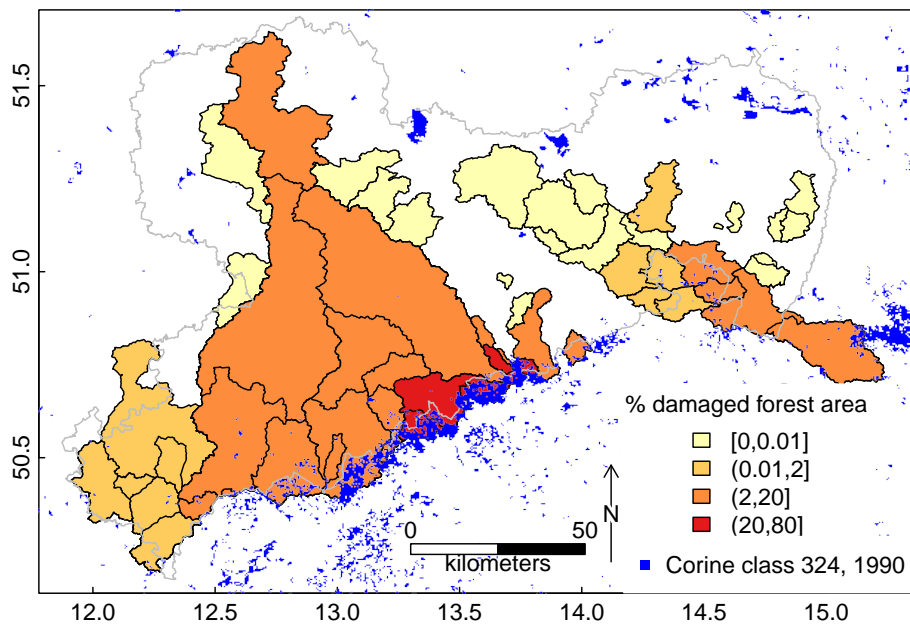 51.5
51.0
50.5
% damaged forest area
[0,0.01]
(0.01,2]
(2,20]
(20,80]
Corine class 324, 1990
0 50
kilometers
N
12.0 12.5 13.0 13.5 14.0 14.5 15.0